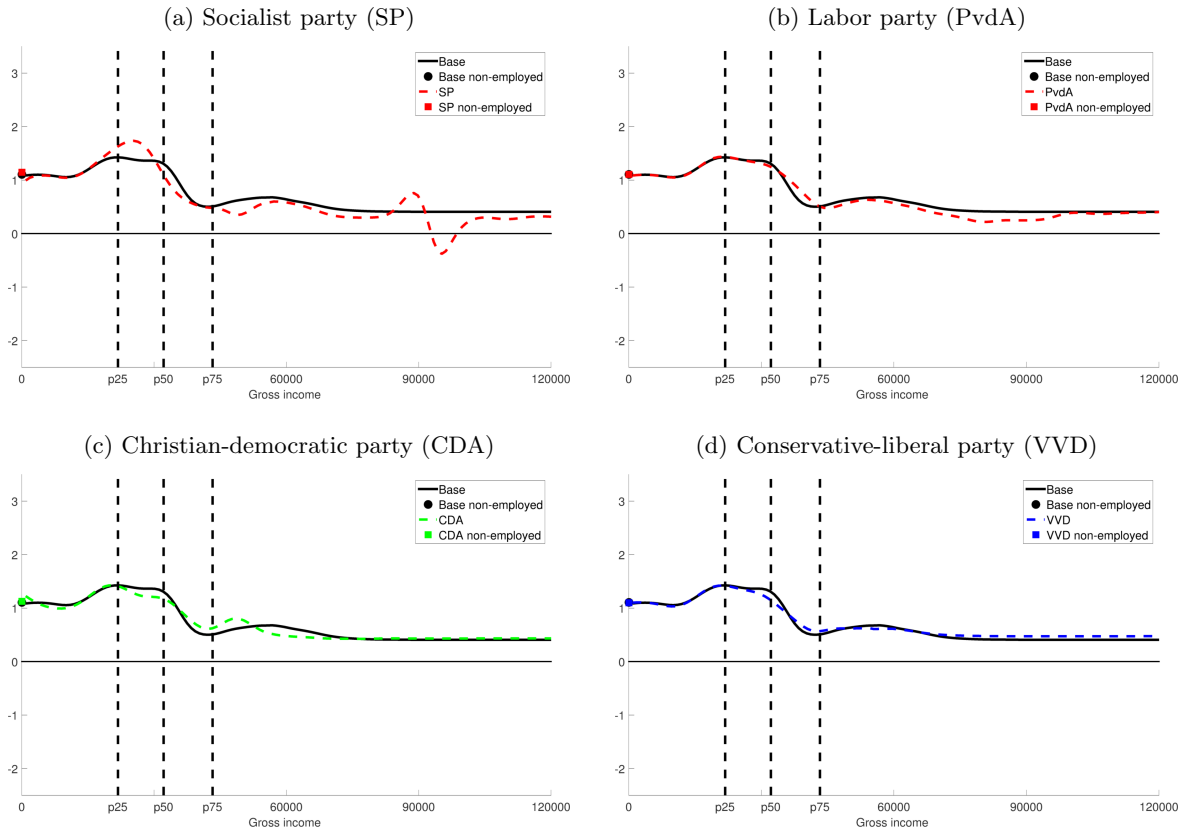 (a) Socialist party (SP)
3
2
1
0
-1
-2
Base
Base non-employed
SP
SP non-employed
0
p25
p50
p75
60000
90000
120000
Gross income
(b) Labor party (PvdA)
3
2
1
0
-1
-2
Base
Base non-employed
PvdA
PvdA non-employed
0
p25
p50
p75
60000
90000
120000
Gross income
(c) Christian-democratic party (CDA)
3
2
1
0
-1
-2
Base
Base non-employed
CDA
CDA non-employed
0
p25
p50
p75
60000
90000
120000
Gross income
(d) Conservative-liberal party (VVD)
3
2
1
0
-1
-2
Base
Base non-employed
VVD
VVD non-employed
0
p25
p50
p75
60000
90000
120000
Gross income